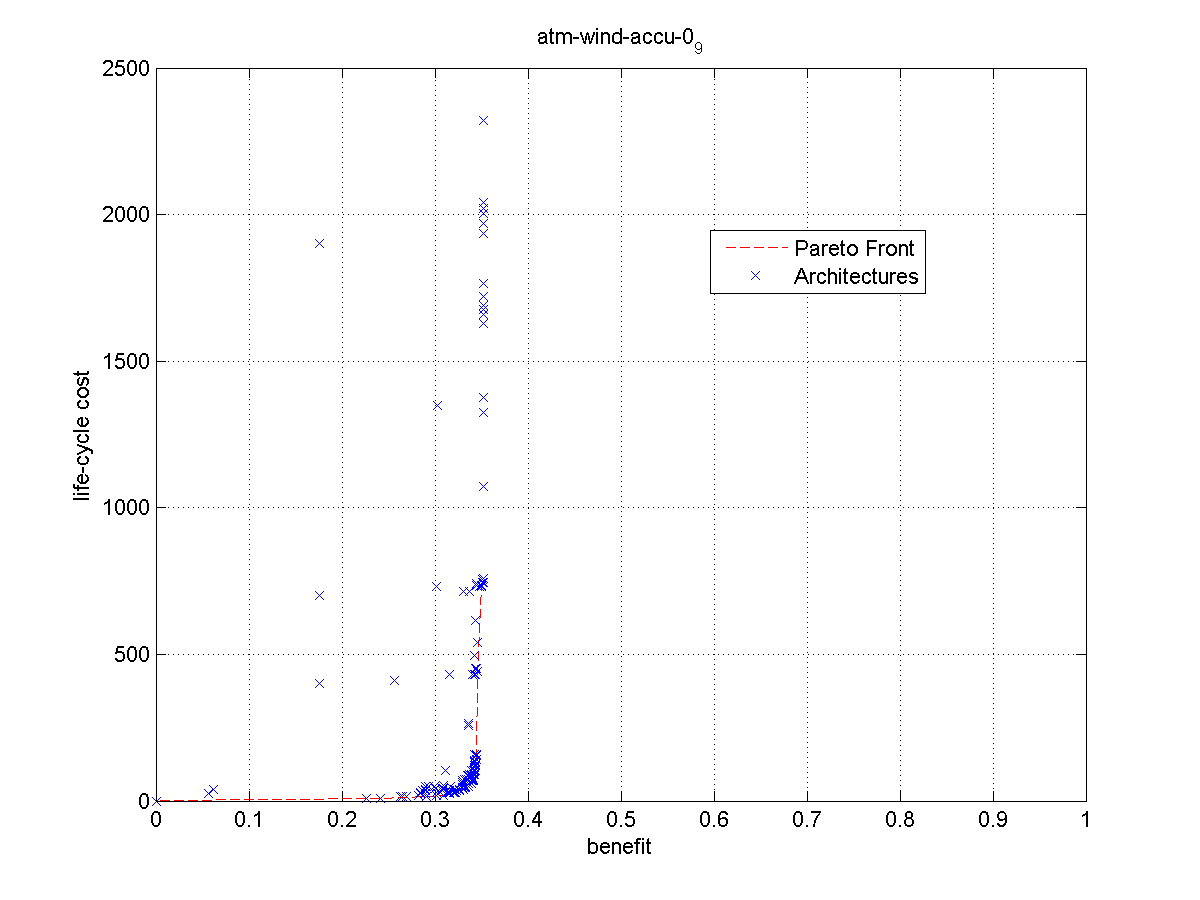 atm-wind-accu-0₉
2500
2000
1500
1000
500
0
life-cycle cost
Pareto Front
Architectures
0 0.1 0.2 0.3 0.4 0.5 0.6 0.7 0.8 0.9 1
benefit